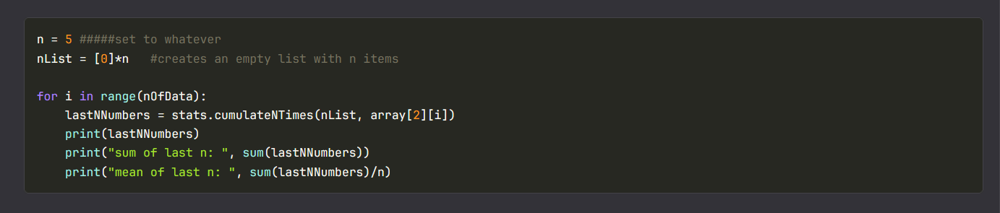 n = 5 #####set to whatever
nList = [0]*n   #creates an empty list with n items
for i in range(nOfData):
    lastNNumbers = stats.cumulateNTimes(nList, array[2][i])
    print(lastNNumbers)
    print("sum of last n: ", sum(lastNNumbers))
    print("mean of last n: ", sum(lastNNumbers)/n)